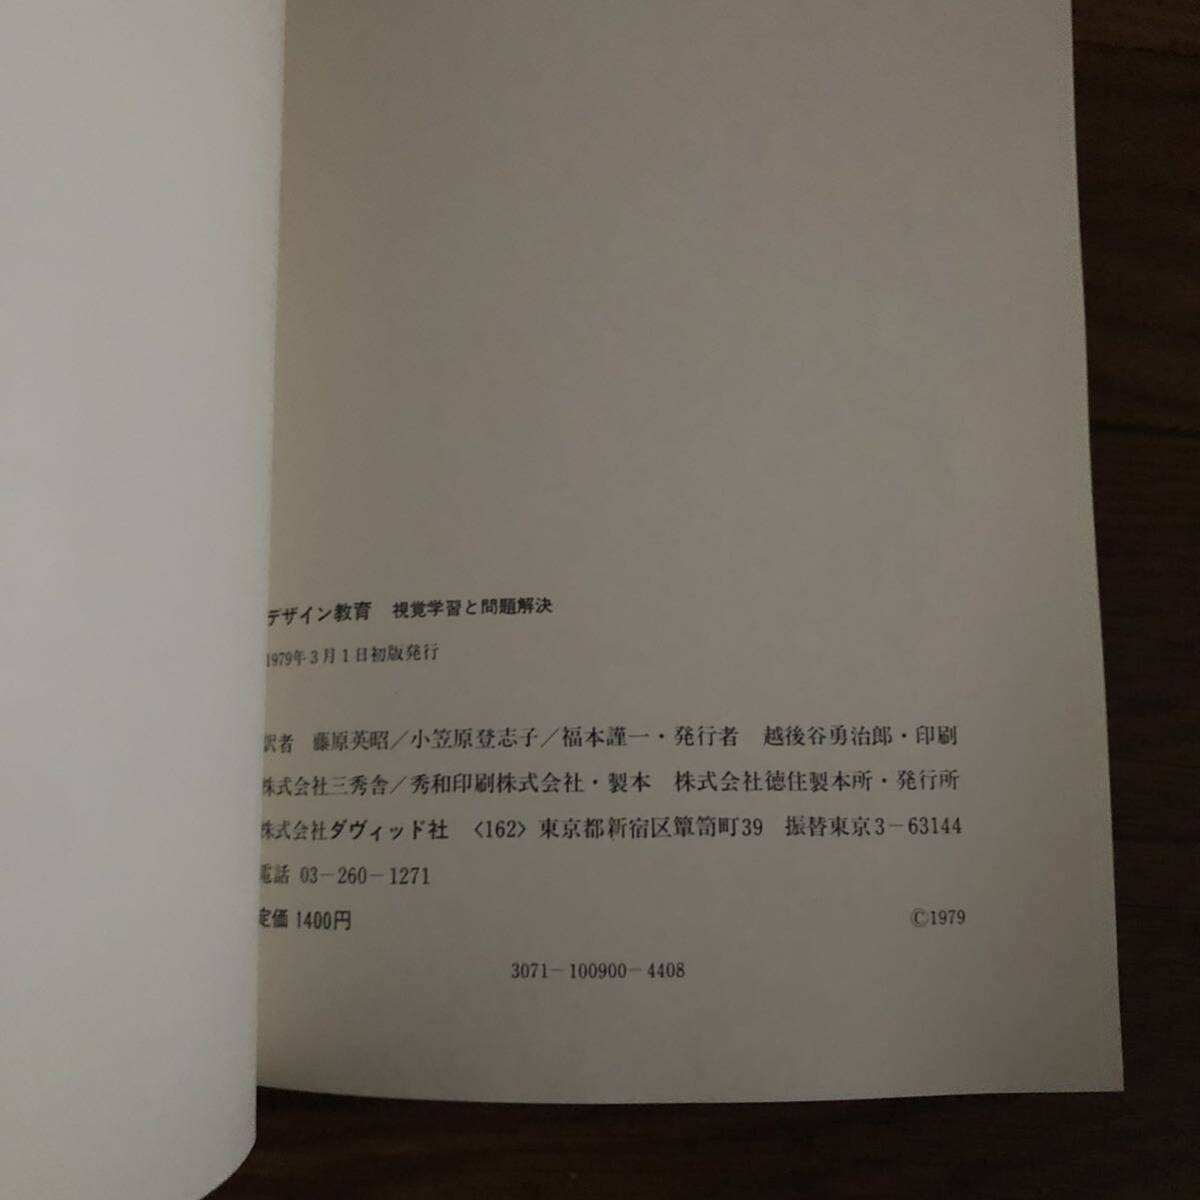 デザイン教育　視覚学習と問題解決
1979年3月1日初版発行
訳者　藤原英昭／小笠原登志子／福本謹一・発行者　越後谷勇治郎・印刷
株式会社三秀舎／秀和印刷株式会社・製本　株式会社徳住製本所・発行所
株式会社ダヴィッド社　〈162〉東京都新宿区簞笥町39　振替東京3－63144
電話 03－260－1271
定価 1400円
©1979
3071－100900－4408